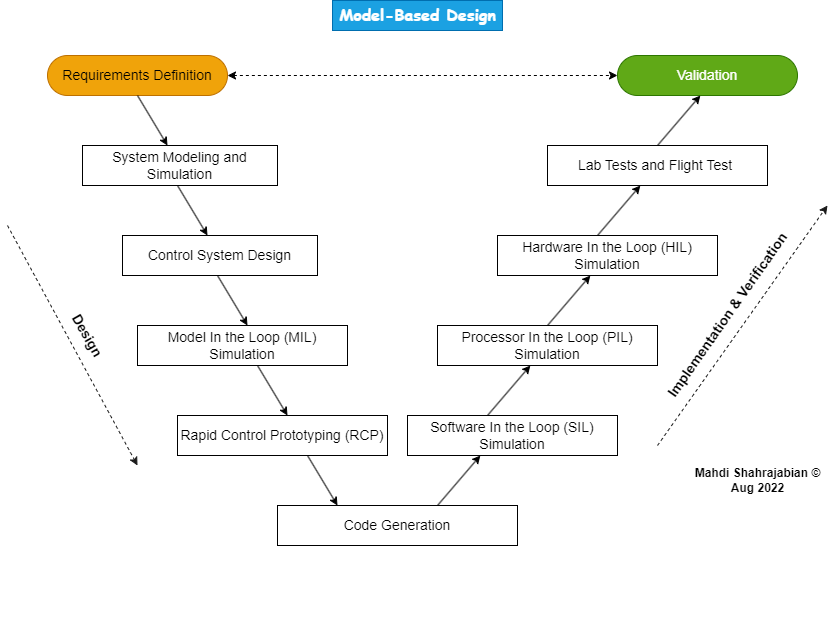 Model-Based Design
Requirements Definition
Validation
System Modeling and
Simulation
Lab Tests and Flight Test
Control System Design
Hardware In the Loop (HIL)
Simulation
Model In the Loop (MIL)
Simulation
Processor In the Loop (PIL)
Simulation
Rapid Control Prototyping (RCP)
Software In the Loop (SIL)
Simulation
Code Generation
Design
Implementation & Verification
Mahdi Shahrajabian ©
Aug 2022